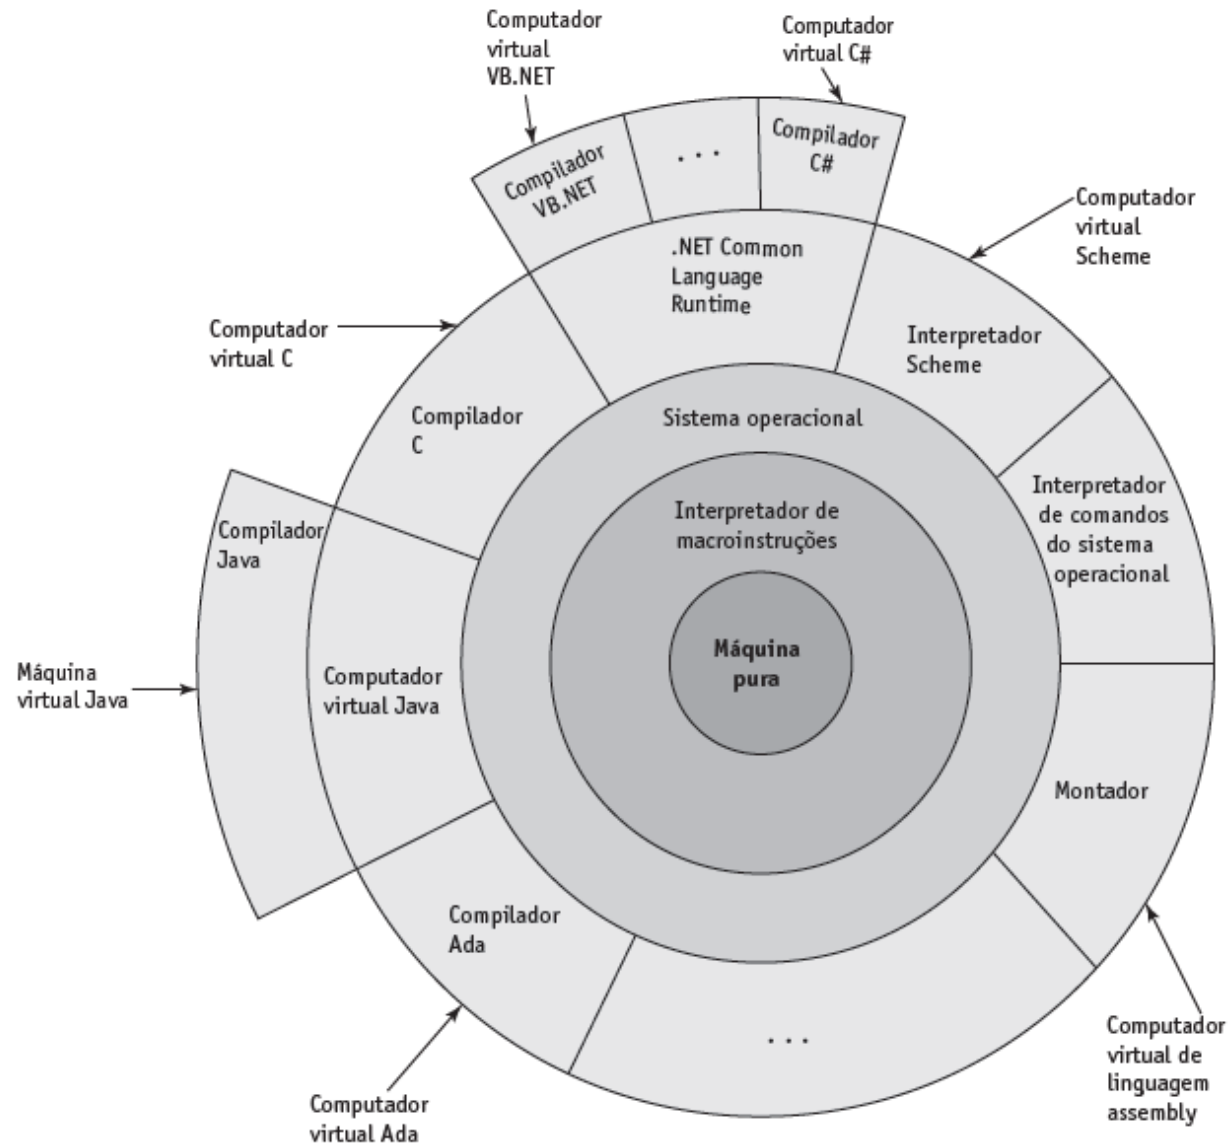 Computador
virtual
VB.NET
Computador
virtual C#
Compilador
VB.NET
. . .
Compilador
C#
Computador
virtual
Scheme
.NET Common
Language
Runtime
Computador
virtual C
Interpretador
Scheme
Compilador
C
Sistema operacional
Interpretador
de comandos
do sistema
operacional
Interpretador de
macroinstruções
Compilador
Java
Máquina
pura
Máquina
virtual Java
Computador
virtual Java
Montador
Compilador
Ada
. . .
Computador
virtual de
linguagem
assembly
Computador
virtual Ada